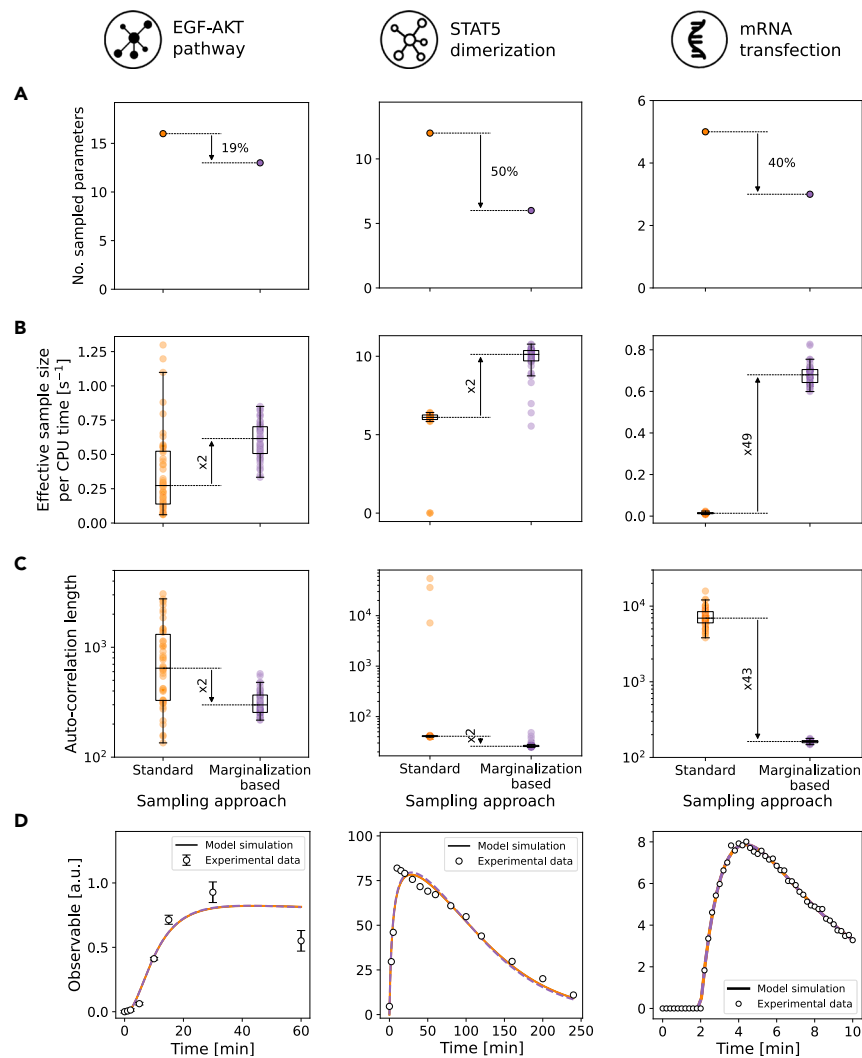 EGF-AKT
pathway
STAT5
dimerization
mRNA
transfection
A
No. sampled parameters
15
10
5
0
19%
10
5
0
50%
6
4
2
0
40%
B
Effective sample size
per CPU time [s⁻¹]
1.25
1.00
0.75
0.50
0.25
0.00
x2
10
5
0
x2
0.8
0.6
0.4
0.2
0.0
x49
C
Auto-correlation length
10³
10²
x2
Standard
Marginalization
based
Sampling approach
10⁴
10³
10²
x2
Standard
Marginalization
based
Sampling approach
10⁴
10³
10²
x43
Standard
Marginalization
based
Sampling approach
D
Observable [a.u.]
1.0
0.5
0.0
Model simulation
Experimental data
0
20
40
60
Time [min]
100
75
50
25
0
Model simulation
Experimental data
0
50
100
150
200
250
Time [min]
8
6
4
2
0
Model simulation
Experimental data
0
2
4
6
8
10
Time [min]